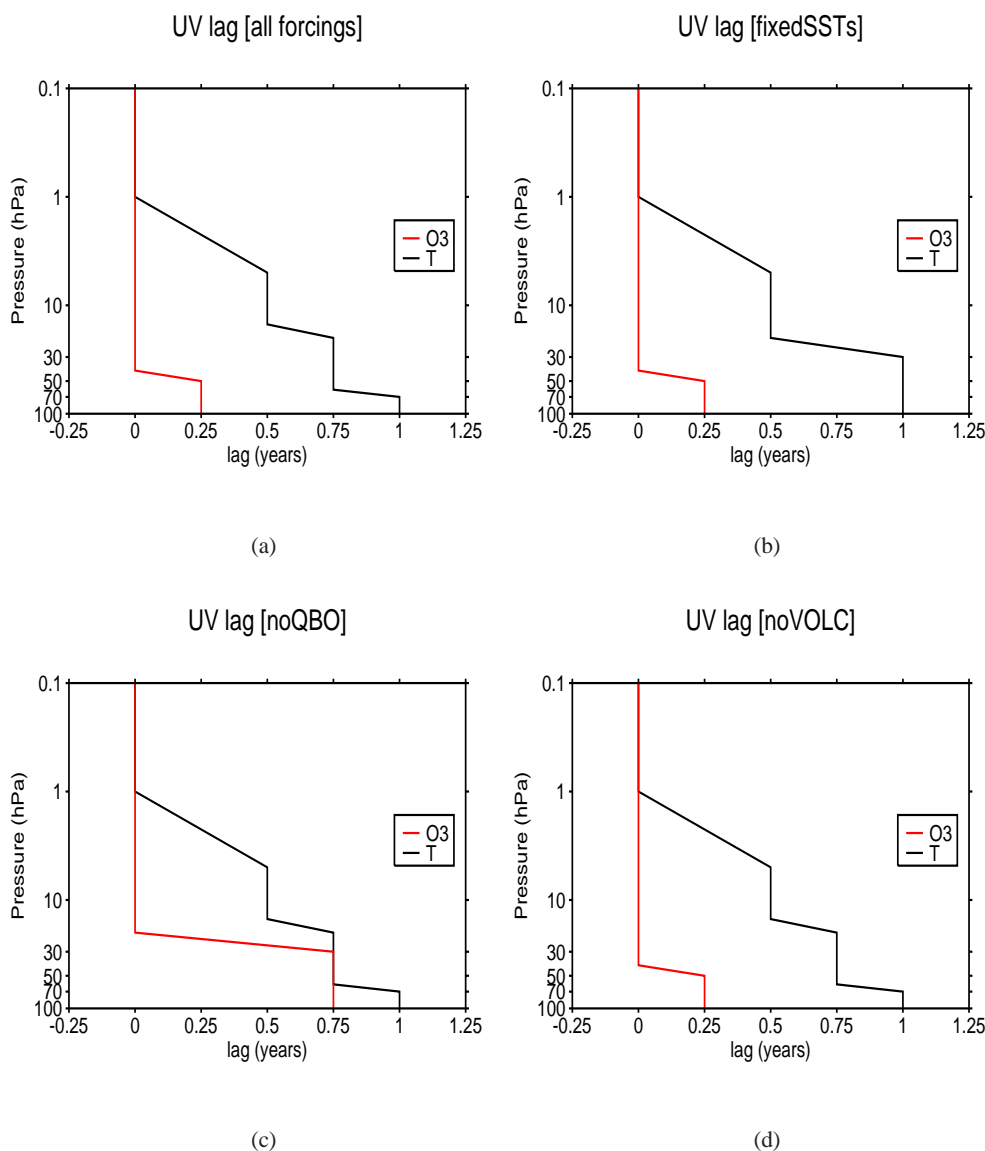 UV lag [all forcings]
0.1
1
10
30
50
70
100
-0.25 0 0.25 0.5 0.75 1 1.25
lag (years)
Pressure (hPa)
O3
T
(a)
UV lag [fixedSSTs]
0.1
1
10
30
50
70
100
-0.25 0 0.25 0.5 0.75 1 1.25
lag (years)
Pressure (hPa)
O3
T
(b)
UV lag [noQBO]
0.1
1
10
30
50
70
100
-0.25 0 0.25 0.5 0.75 1 1.25
lag (years)
Pressure (hPa)
O3
T
(c)
UV lag [noVOLC]
0.1
1
10
30
50
70
100
-0.25 0 0.25 0.5 0.75 1 1.25
lag (years)
Pressure (hPa)
O3
T
(d)